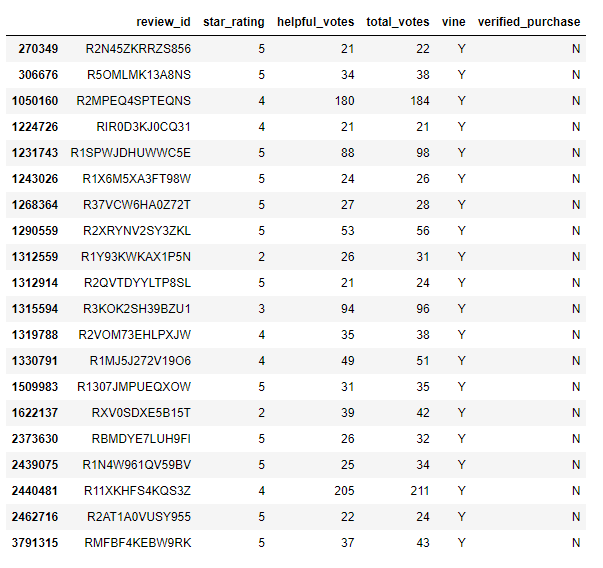 review_id star_rating helpful_votes total_votes vine verified_purchase
270349 R2N45ZKRRZS856 5 21 22 Y N
306676 R5OMLMK13A8NS 5 34 38 Y N
1050160 R2MPEQ4SPTEQNS 4 180 184 Y N
1224726 RIR0D3KJ0CQ31 4 21 21 Y N
1231743 R1SPWJDHUWWC5E 5 88 98 Y N
1243026 R1X6M5XA3FT98W 5 24 26 Y N
1268364 R37VCW6HA0Z72T 5 27 28 Y N
1290559 R2XRYNV2SY3ZKL 5 53 56 Y N
1312559 R1Y93KWKAX1P5N 2 26 31 Y N
1312914 R2QVTDYYLTP8SL 5 21 24 Y N
1315594 R3KOK2SH39BZU1 3 94 96 Y N
1319788 R2VOM73EHLPXJW 4 35 38 Y N
1330791 R1MJ5J272V19O6 4 49 51 Y N
1509983 R1307JMPUEQXOW 5 31 35 Y N
1622137 RXV0SDXE5B15T 2 39 42 Y N
2373630 RBMDYE7LUH9FI 5 26 32 Y N
2439075 R1N4W961QV59BV 5 25 34 Y N
2440481 R11XKHFS4KQS3Z 4 205 211 Y N
2462716 R2AT1A0VUSY955 5 22 24 Y N
3791315 RMFBF4KEBW9RK 5 37 43 Y N